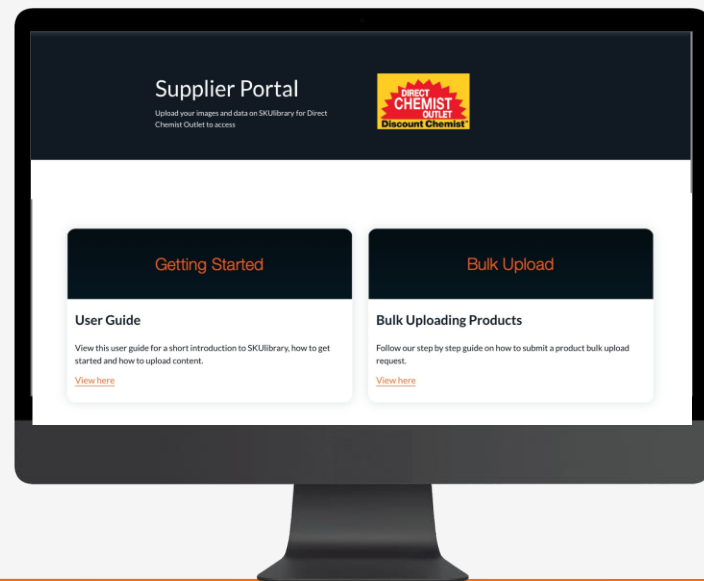 Supplier Portal
Upload your images and data on SKUlibrary for Direct
Chemist Outlet to access
DIRECT
CHEMIST
OUTLET
Discount Chemist
Getting Started
Bulk Upload
User Guide
View this user guide for a short introduction to SKUlibrary, how to get
started and how to upload content.
View here
Bulk Uploading Products
Follow our step by step guide on how to submit a product bulk upload
request.
View here